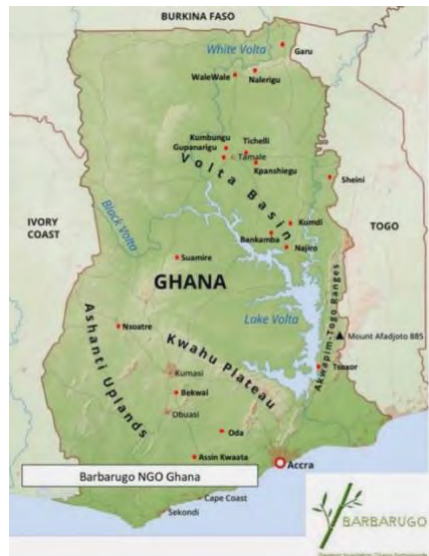 BURKINA FASO
White Volta
Garu
WaleWale
Nalerigu
Kumbungu
Tichelli
Gupanarigu
Tamale
Kpanshiegu
Sheini
Volta Basin
IVORY
COAST
Black Volta
TOGO
Kumdi
Bankamba
Najiro
Suamire
GHANA
Lake Volta
Akwapim-Togo Ranges
Mount Afadjoto 885
Nsoatre
Ashanti Uplands
Kwahu Plateau
Kumasi
Tsoxor
Bekwai
Obuasi
Oda
Assin Kwaata
Accra
Barbarugo NGO Ghana
Cape Coast
Sekondi
BARBARUGO